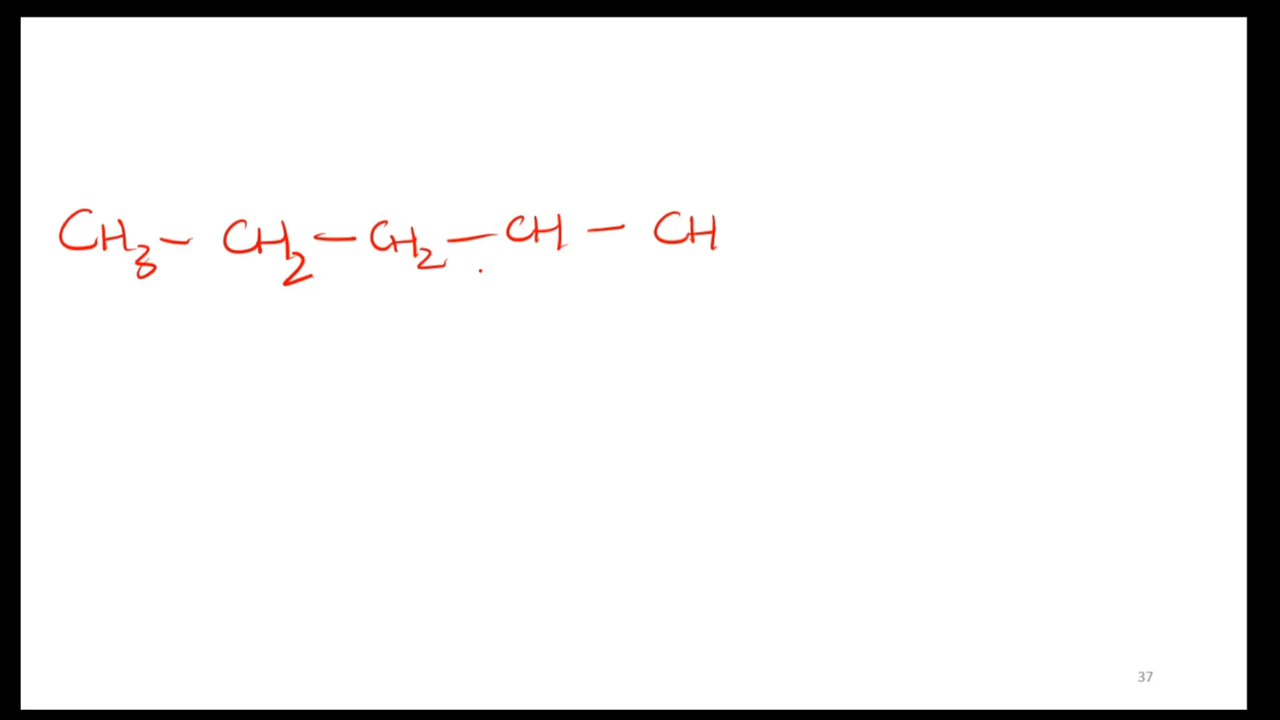 CH₃ – CH₂ – CH₂ – CH – CH
37